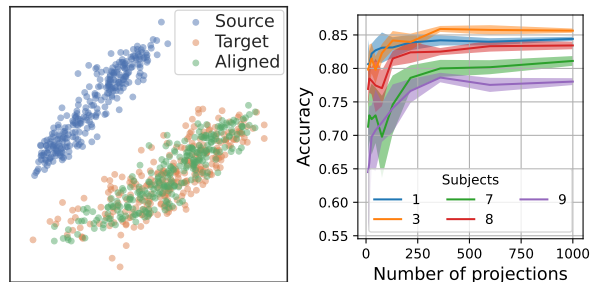 Source
Target
Aligned
Accuracy
0.85
0.80
0.75
0.70
0.65
0.60
0.55
Subjects
1 7 9
3 8
0 250 500 750 1000
Number of projections